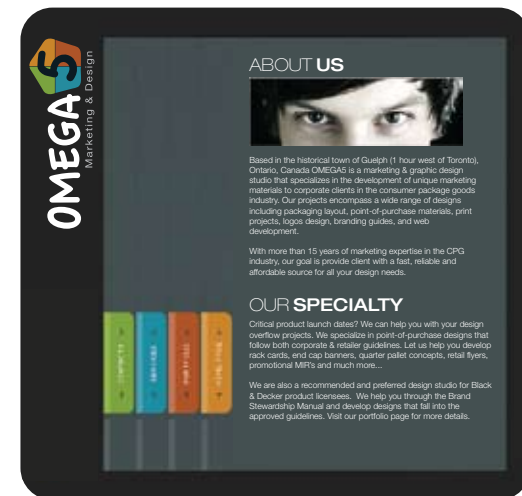 OMEGA5
Marketing & Design
ABOUT US
Based in the historical town of Guelph (1 hour west of Toronto),
Ontario, Canada OMEGA5 is a marketing & graphic design
studio that specializes in the development of unique marketing
materials to corporate clients in the consumer package goods
industry. Our projects encompass a wide range of designs
including packaging layout, point-of-purchase materials, print
projects, logos design, branding guides, and web
development.
With more than 15 years of marketing expertise in the CPG
industry, our goal is provide client with a fast, reliable and
affordable source for all your design needs.
OUR SPECIALTY
Critical product launch dates? We can help you with your design
overflow projects. We specialize in point-of-purchase designs that
follow both corporate & retailer guidelines. Let us help you develop
rack cards, end cap banners, quarter pallet concepts, retail flyers,
promotional MIR's and much more...
We are also a recommended and preferred design studio for Black
& Decker product licensees. We help you through the Brand
Stewardship Manual and develop designs that fall into the
approved guidelines. Visit our portfolio page for more details.